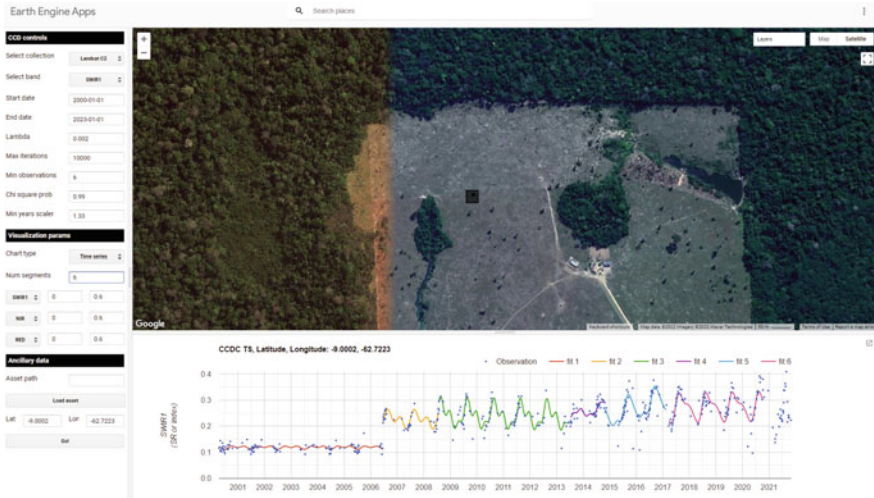 Earth Engine Apps
Search places
CCD controls
Select collection
Landsat C2
Select band
SWIR1
Start date
2000-01-01
End date
2023-01-01
Lambda
0.002
Max iterations
10000
Min observations
6
Chi square prob
0.99
Min years scaler
1.33
Visualization params
Chart type
Time series
Num segments
6
SWIR1 0 0.6
NIR 0 0.6
RED 0 0.6
Ancillary data
Asset path
Load asset
Lat -9.0002 Lon -62.7223
Go!
+
−
Layers
Map Satellite
Google
Keyboard shortcuts
Terms of Use
CCDC TS, Latitude, Longitude: -9.0002, -62.7223
Observation fit 1 fit 2 fit 3 fit 4 fit 5 fit 6
SWIR1
(SR or index)
0.4
0.3
0.2
0.1
0.0
2001 2002 2003 2004 2005 2006 2007 2008 2009 2010 2011 2012 2013 2014 2015 2016 2017 2018 2019 2020 2021